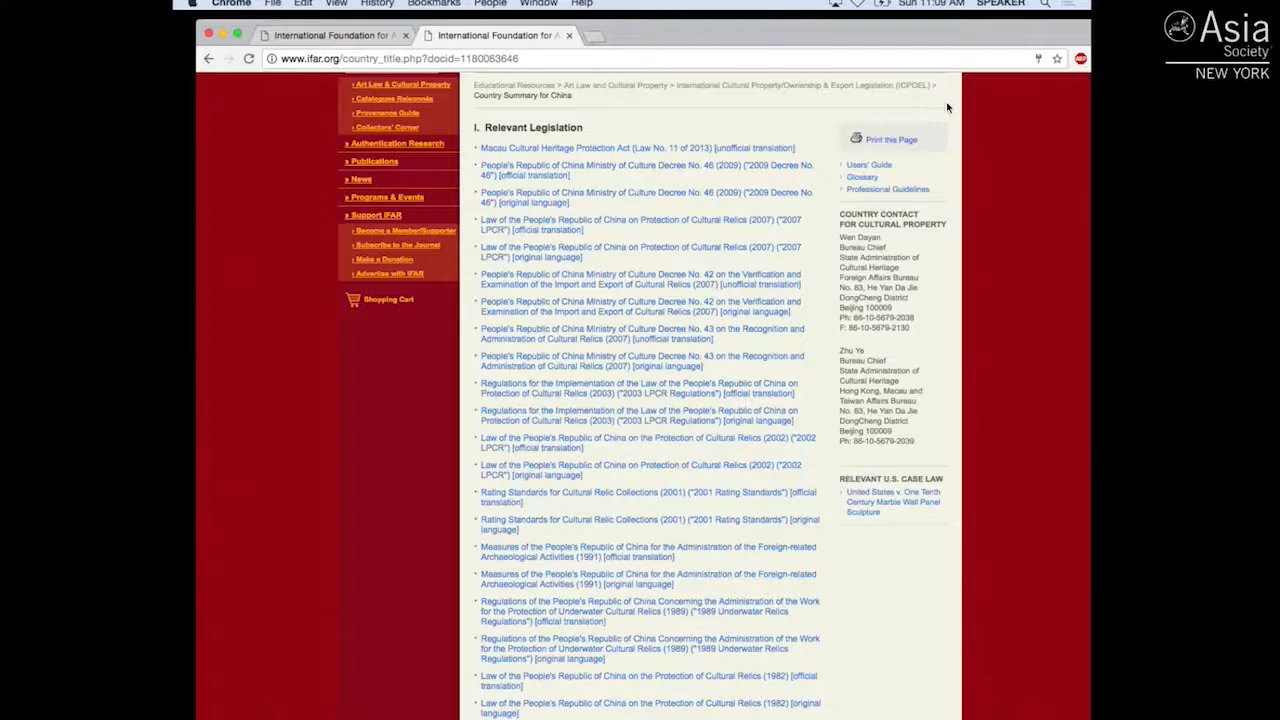 Chrome File Edit View History Bookmarks People Window Help Sun 11:09 AM SPEAKER
Asia
Society
NEW YORK
International Foundation for A × International Foundation for A ×
www.ifar.org/country_title.php?docid=1180063646
ABP
› Art Law & Cultural Property
› Catalogues Raisonnés
› Provenance Guide
› Collectors' Corner
» Authentication Research
» Publications
» News
» Programs & Events
» Support IFAR
› Become a Member/Supporter
› Subscribe to the Journal
› Make a Donation
› Advertise with IFAR
Shopping Cart
Educational Resources > Art Law and Cultural Property > International Cultural Property/Ownership & Export Legislation (ICPOEL) >
Country Summary for China
I. Relevant Legislation
Macau Cultural Heritage Protection Act (Law No. 11 of 2013) [unofficial translation]
People's Republic of China Ministry of Culture Decree No. 46 (2009) ("2009 Decree No.
46") [official translation]
People's Republic of China Ministry of Culture Decree No. 46 (2009) ("2009 Decree No.
46") [original language]
Law of the People's Republic of China on Protection of Cultural Relics (2007) ("2007
LPCR") [official translation]
Law of the People's Republic of China on Protection of Cultural Relics (2007) ("2007
LPCR") [original language]
People's Republic of China Ministry of Culture Decree No. 42 on the Verification and
Examination of the Import and Export of Cultural Relics (2007) [unofficial translation]
People's Republic of China Ministry of Culture Decree No. 42 on the Verification and
Examination of the Import and Export of Cultural Relics (2007) [original language]
People's Republic of China Ministry of Culture Decree No. 43 on the Recognition and
Administration of Cultural Relics (2007) [unofficial translation]
People's Republic of China Ministry of Culture Decree No. 43 on the Recognition and
Administration of Cultural Relics (2007) [original language]
Regulations for the Implementation of the Law of the People's Republic of China on
Protection of Cultural Relics (2003) ("2003 LPCR Regulations") [official translation]
Regulations for the Implementation of the Law of the People's Republic of China on
Protection of Cultural Relics (2003) ("2003 LPCR Regulations") [original language]
Law of the People's Republic of China on the Protection of Cultural Relics (2002) ("2002
LPCR") [official translation]
Law of the People's Republic of China on Protection of Cultural Relics (2002) ("2002
LPCR") [original language]
Rating Standards for Cultural Relic Collections (2001) ("2001 Rating Standards") [official
translation]
Rating Standards for Cultural Relic Collections (2001) ("2001 Rating Standards") [original
language]
Measures of the People's Republic of China for the Administration of the Foreign-related
Archaeological Activities (1991) [official translation]
Measures of the People's Republic of China for the Administration of the Foreign-related
Archaeological Activities (1991) [original language]
Regulations of the People's Republic of China Concerning the Administration of the Work
for the Protection of Underwater Cultural Relics (1989) ("1989 Underwater Relics
Regulations") [official translation]
Regulations of the People's Republic of China Concerning the Administration of the Work
for the Protection of Underwater Cultural Relics (1989) ("1989 Underwater Relics
Regulations") [original language]
Law of the People's Republic of China on the Protection of Cultural Relics (1982) [official
translation]
Law of the People's Republic of China on the Protection of Cultural Relics (1982) [original
language]
Print this Page
Users' Guide
Glossary
Professional Guidelines
COUNTRY CONTACT
FOR CULTURAL PROPERTY
Wen Dayan
Bureau Chief
State Administration of
Cultural Heritage
Foreign Affairs Bureau
No. 83, He Yan Da Jie
DongCheng District
Beijing 100009
Ph: 86-10-5679-2038
F: 86-10-5679-2130
Zhu Ye
Bureau Chief
State Administration of
Cultural Heritage
Hong Kong, Macau and
Taiwan Affairs Bureau
No. 83, He Yan Da Jie
DongCheng District
Beijing 100009
Ph: 86-10-5679-2039
RELEVANT U.S. CASE LAW
United States v. One Tenth
Century Marble Wall Panel
Sculpture